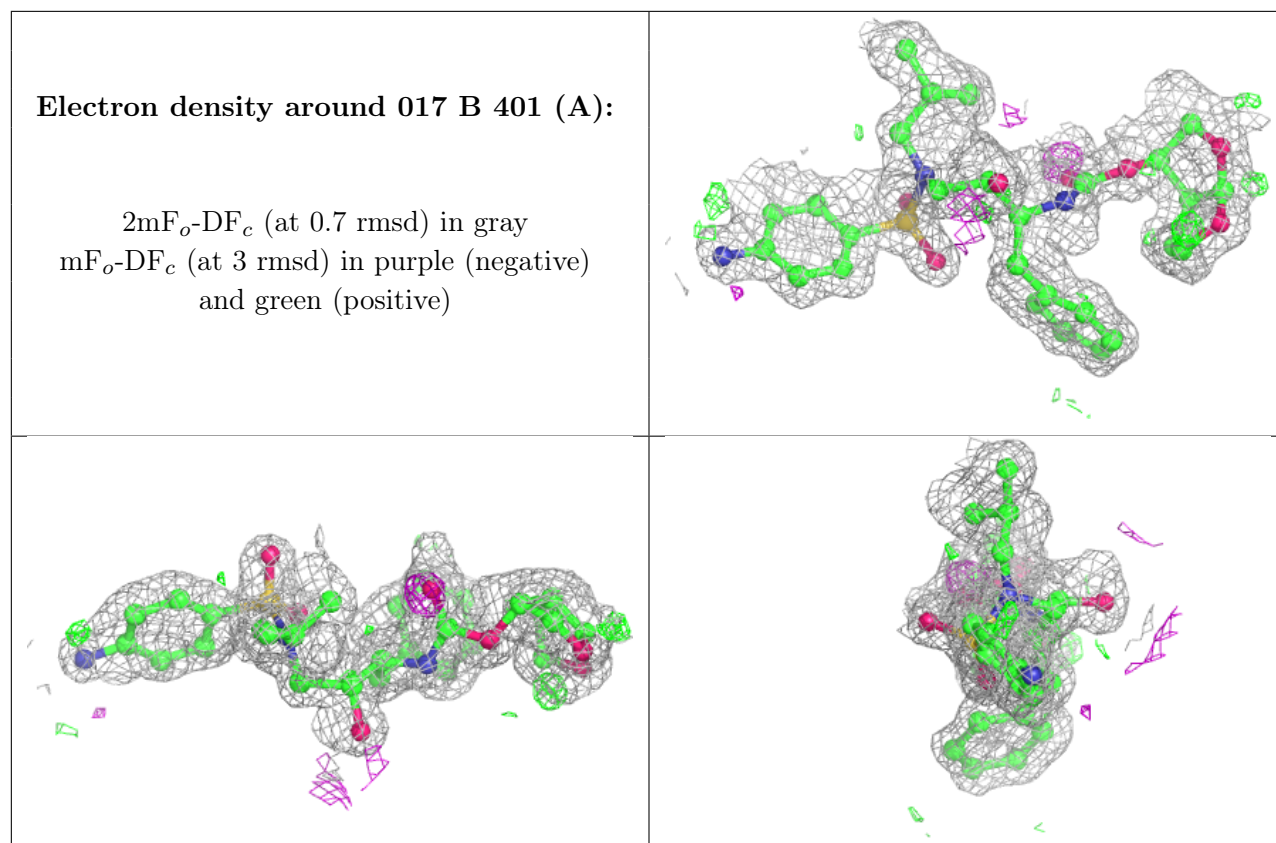 Electron density around 017 B 401 (A):
2mFₒ-DF𝑐 (at 0.7 rmsd) in gray
mFₒ-DF𝑐 (at 3 rmsd) in purple (negative)
and green (positive)